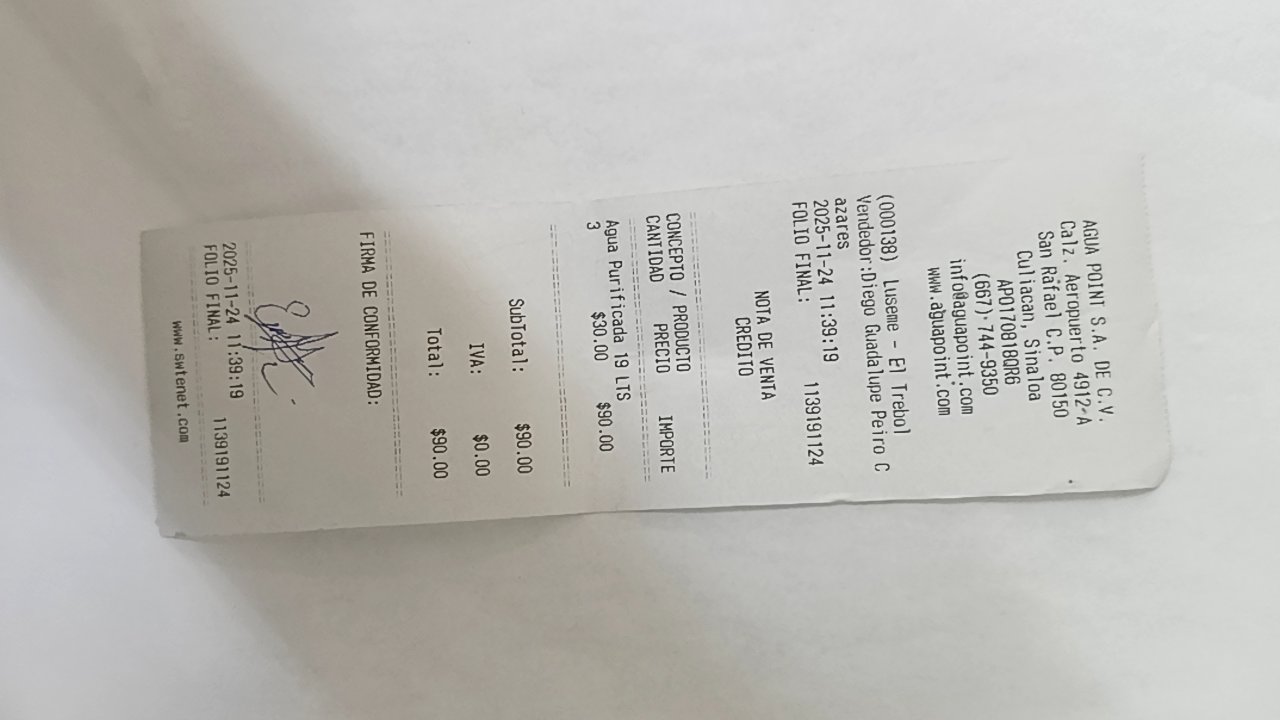 AGUA POINT S.A. DE C.V.
Calz. Aeropuerto 4912-A
San Rafael C.P. 80150
Culiacan, Sinaloa
APO170818QR6
(667)-744-9350
info@aguapoint.com
www.aguapoint.com
(000138) Luseme - El Trebol
Vendedor:Diego Guadalupe Peiro C
azares
2025-11-24 11:39:19
FOLIO FINAL: 1139191124
NOTA DE VENTA
CREDITO
CONCEPTO / PRODUCTO
CANTIDAD PRECIO IMPORTE
Agua Purificada 19 LTS
3 $30.00 $90.00
SubTotal: $90.00
IVA: $0.00
Total: $90.00
FIRMA DE CONFORMIDAD:
2025-11-24 11:39:19
FOLIO FINAL: 1139191124
www.swtenet.com